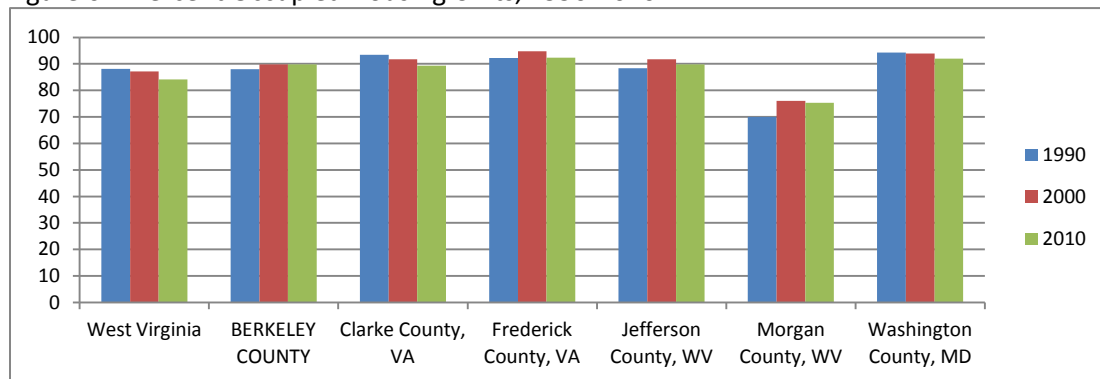 100
90
80
70
60
50
40
30
20
10
0
West Virginia
BERKELEY
COUNTY
Clarke County,
VA
Frederick
County, VA
Jefferson
County, WV
Morgan
County, WV
Washington
County, MD
1990
2000
2010